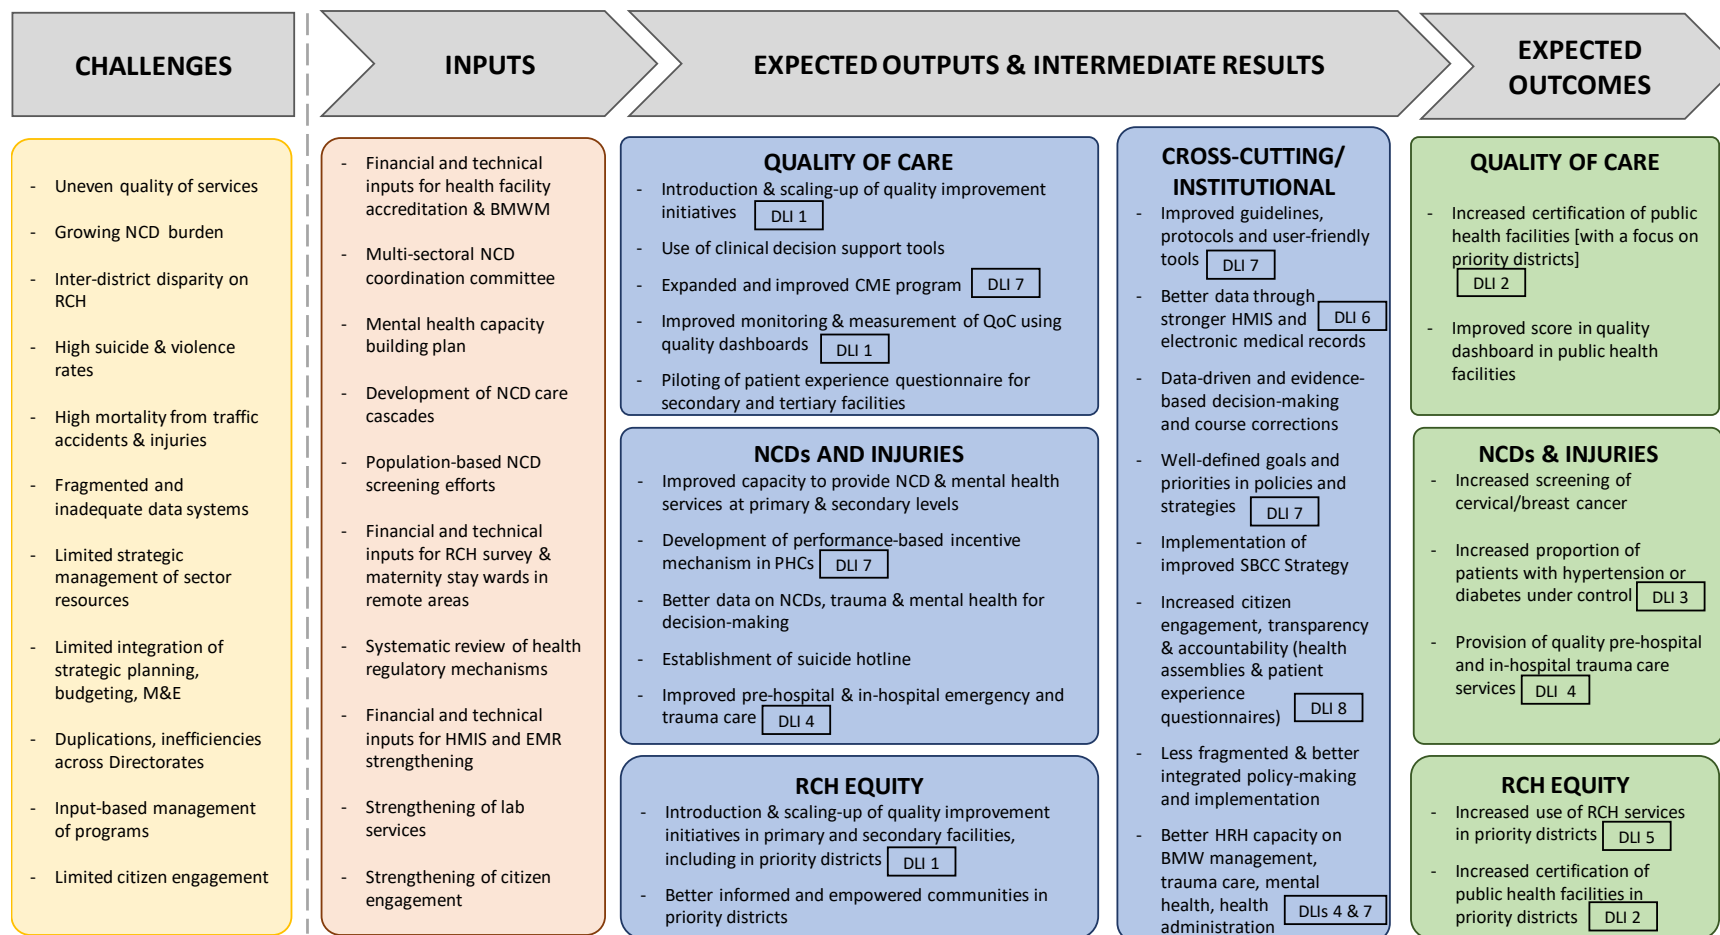 CHALLENGES
INPUTS
EXPECTED OUTPUTS & INTERMEDIATE RESULTS
EXPECTED
OUTCOMES
- Uneven quality of services
- Growing NCD burden
- Inter-district disparity on
RCH
- High suicide & violence
rates
- High mortality from traffic
accidents & injuries
- Fragmented and
inadequate data systems
- Limited strategic
management of sector
resources
- Limited integration of
strategic planning,
budgeting, M&E
- Duplications, inefficiencies
across Directorates
- Input-based management
of programs
- Limited citizen engagement
- Financial and technical
inputs for health facility
accreditation & BMWM
- Multi-sectoral NCD
coordination committee
- Mental health capacity
building plan
- Development of NCD care
cascades
- Population-based NCD
screening efforts
- Financial and technical
inputs for RCH survey &
maternity stay wards in
remote areas
- Systematic review of health
regulatory mechanisms
- Financial and technical
inputs for HMIS and EMR
strengthening
- Strengthening of lab
services
- Strengthening of citizen
engagement
QUALITY OF CARE
- Introduction & scaling-up of quality improvement
initiatives DLI 1
- Use of clinical decision support tools
- Expanded and improved CME program DLI 7
- Improved monitoring & measurement of QoC using
quality dashboards DLI 1
- Piloting of patient experience questionnaire for
secondary and tertiary facilities
NCDs AND INJURIES
- Improved capacity to provide NCD & mental health
services at primary & secondary levels
- Development of performance-based incentive
mechanism in PHCs DLI 7
- Better data on NCDs, trauma & mental health for
decision-making
- Establishment of suicide hotline
- Improved pre-hospital & in-hospital emergency and
trauma care DLI 4
RCH EQUITY
- Introduction & scaling-up of quality improvement
initiatives in primary and secondary facilities,
including in priority districts DLI 1
- Better informed and empowered communities in
priority districts
CROSS-CUTTING/
INSTITUTIONAL
- Improved guidelines,
protocols and user-friendly
tools DLI 7
- Better data through
stronger HMIS and DLI 6
electronic medical records
- Data-driven and evidence-
based decision-making
and course corrections
- Well-defined goals and
priorities in policies and
strategies DLI 7
- Implementation of
improved SBCC Strategy
- Increased citizen
engagement, transparency
& accountability (health
assemblies & patient
experience
questionnaires) DLI 8
- Less fragmented & better
integrated policy-making
and implementation
- Better HRH capacity on
BMW management,
trauma care, mental
health, health
administration DLIs 4 & 7
QUALITY OF CARE
- Increased certification of public
health facilities [with a focus on
priority districts]
DLI 2
- Improved score in quality
dashboard in public health
facilities
NCDs & INJURIES
- Increased screening of
cervical/breast cancer
- Increased proportion of
patients with hypertension or
diabetes under control DLI 3
- Provision of quality pre-hospital
and in-hospital trauma care
services DLI 4
RCH EQUITY
- Increased use of RCH services
in priority districts DLI 5
- Increased certification of
public health facilities in
priority districts DLI 2